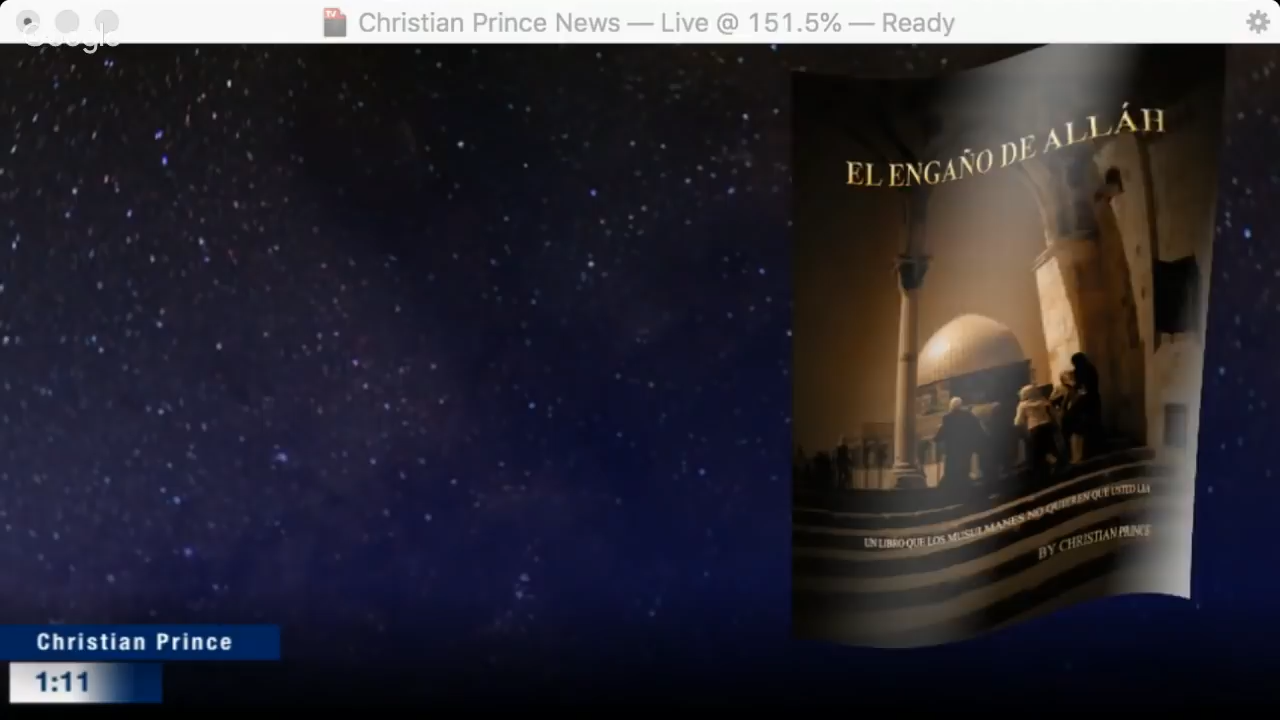 Christian Prince News — Live @ 151.5% — Ready
Google
EL ENGAÑO DE ALLÁH
UN LIBRO QUE LOS MUSULMANES NO QUIEREN QUE USTED LEA
BY CHRISTIAN PRINCE
Christian Prince
1:11